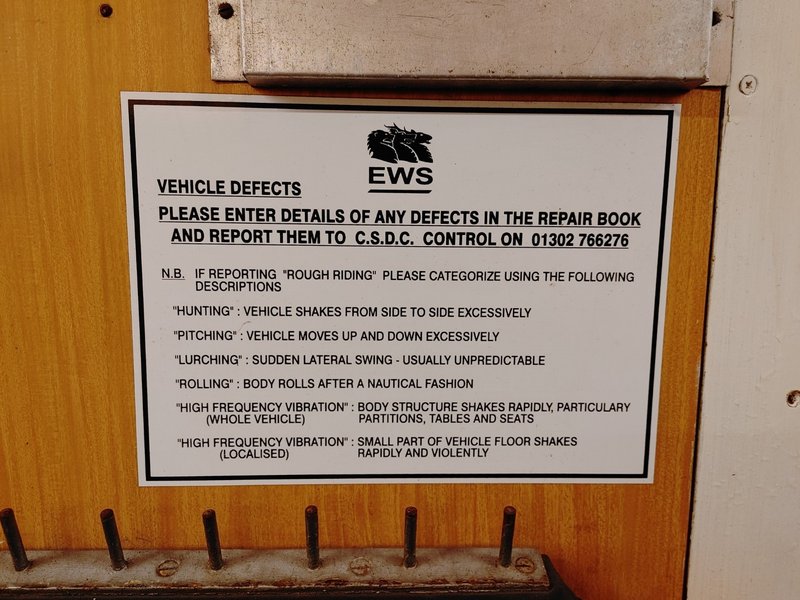 EWS
VEHICLE DEFECTS
PLEASE ENTER DETAILS OF ANY DEFECTS IN THE REPAIR BOOK
AND REPORT THEM TO C.S.D.C. CONTROL ON 01302 766276
N.B. IF REPORTING "ROUGH RIDING" PLEASE CATEGORIZE USING THE FOLLOWING
DESCRIPTIONS
"HUNTING" : VEHICLE SHAKES FROM SIDE TO SIDE EXCESSIVELY
"PITCHING" : VEHICLE MOVES UP AND DOWN EXCESSIVELY
"LURCHING" : SUDDEN LATERAL SWING - USUALLY UNPREDICTABLE
"ROLLING" : BODY ROLLS AFTER A NAUTICAL FASHION
"HIGH FREQUENCY VIBRATION" : BODY STRUCTURE SHAKES RAPIDLY, PARTICULARY
(WHOLE VEHICLE) PARTITIONS, TABLES AND SEATS
"HIGH FREQUENCY VIBRATION" : SMALL PART OF VEHICLE FLOOR SHAKES
(LOCALISED) RAPIDLY AND VIOLENTLY